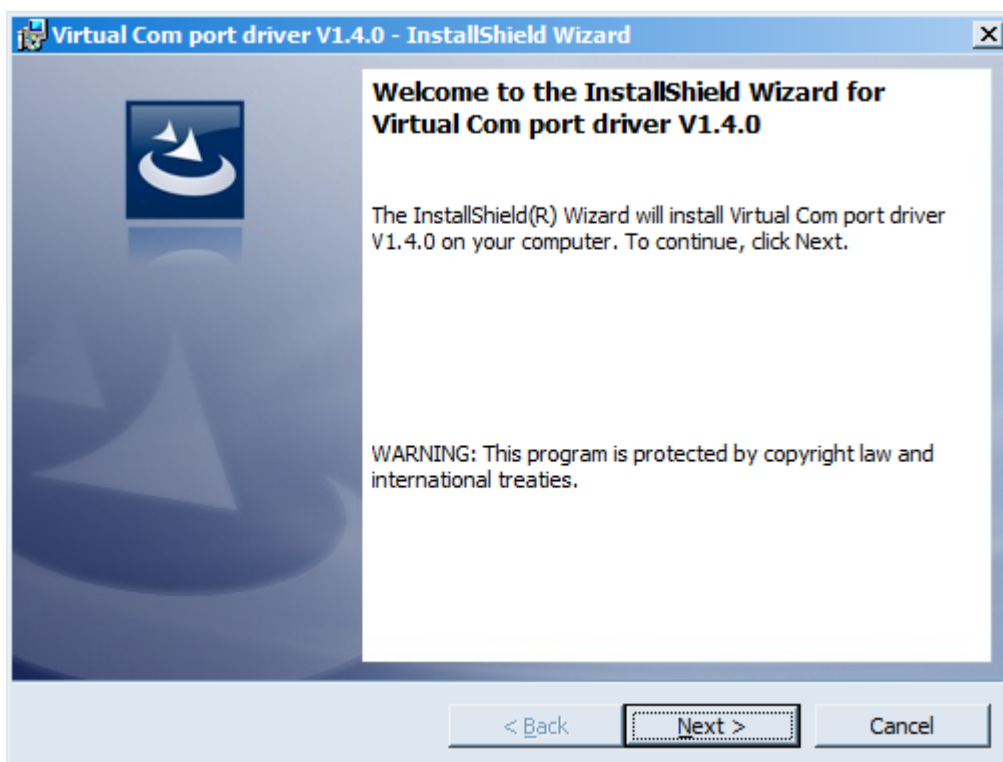 Virtual Com port driver V1.4.0 - InstallShield Wizard
Welcome to the InstallShield Wizard for
Virtual Com port driver V1.4.0
The InstallShield(R) Wizard will install Virtual Com port driver
V1.4.0 on your computer. To continue, click Next.
WARNING: This program is protected by copyright law and
international treaties.
< Back
Next >
Cancel